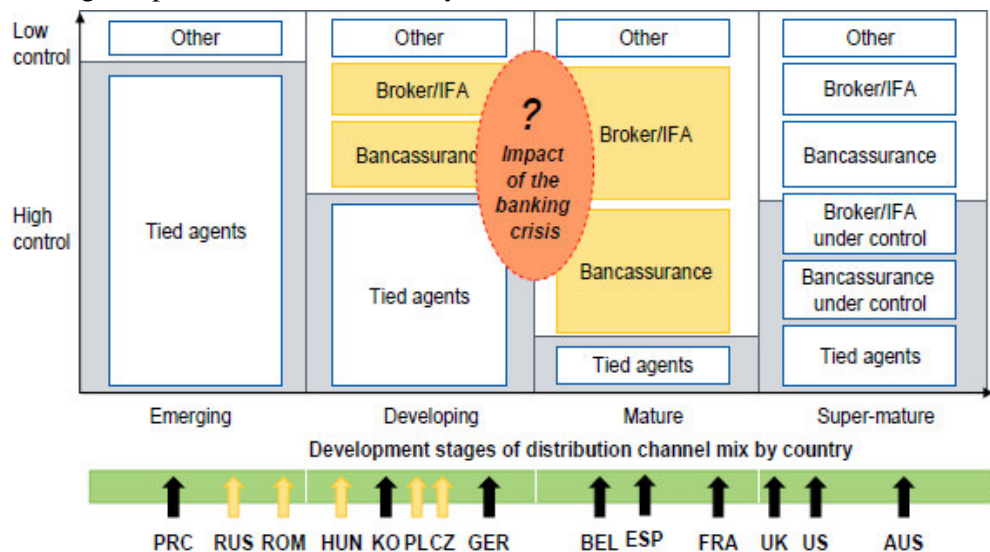 Low
control
High
control
Other
Tied agents
Other
Broker/IFA
Bancassurance
Tied agents
?
Impact
of the
banking
crisis
Other
Broker/IFA
Bancassurance
Tied agents
Other
Broker/IFA
Bancassurance
Broker/IFA
under control
Bancassurance
under control
Tied agents
Emerging
Developing
Mature
Super-mature
Development stages of distribution channel mix by country
PRC RUS ROM HUN KO PL CZ GER BEL ESP FRA UK US AUS